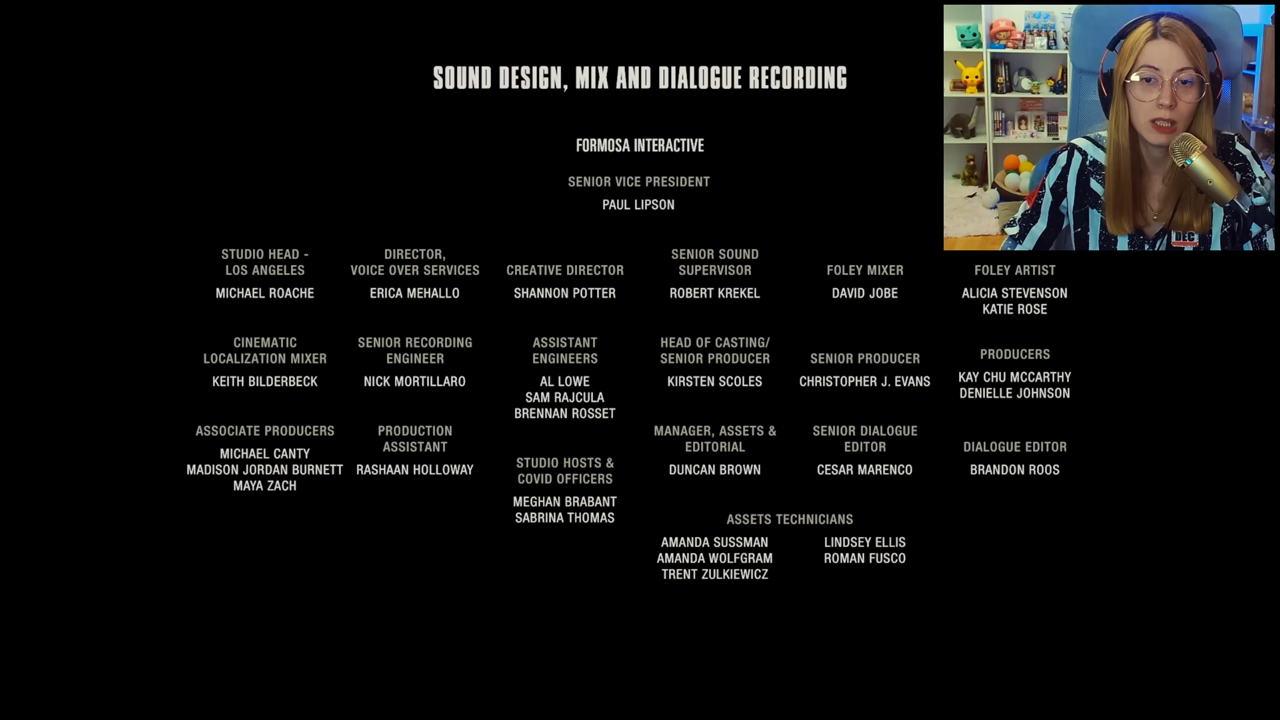 SOUND DESIGN, MIX AND DIALOGUE RECORDING
FORMOSA INTERACTIVE
SENIOR VICE PRESIDENT
PAUL LIPSON
STUDIO HEAD -
LOS ANGELES
MICHAEL ROACHE
DIRECTOR,
VOICE OVER SERVICES
ERICA MEHALLO
CREATIVE DIRECTOR
SHANNON POTTER
SENIOR SOUND
SUPERVISOR
ROBERT KREKEL
FOLEY MIXER
DAVID JOBE
FOLEY ARTIST
ALICIA STEVENSON
KATIE ROSE
CINEMATIC
LOCALIZATION MIXER
KEITH BILDERBECK
SENIOR RECORDING
ENGINEER
NICK MORTILLARO
ASSISTANT
ENGINEERS
AL LOWE
SAM RAJCULA
BRENNAN ROSSET
HEAD OF CASTING/
SENIOR PRODUCER
KIRSTEN SCOLES
SENIOR PRODUCER
CHRISTOPHER J. EVANS
PRODUCERS
KAY CHU MCCARTHY
DENIELLE JOHNSON
ASSOCIATE PRODUCERS
MICHAEL CANTY
MADISON JORDAN BURNETT
MAYA ZACH
PRODUCTION
ASSISTANT
RASHAAN HOLLOWAY
STUDIO HOSTS &
COVID OFFICERS
MEGHAN BRABANT
SABRINA THOMAS
MANAGER, ASSETS &
EDITORIAL
DUNCAN BROWN
SENIOR DIALOGUE
EDITOR
CESAR MARENCO
DIALOGUE EDITOR
BRANDON ROOS
ASSETS TECHNICIANS
AMANDA SUSSMAN
AMANDA WOLFGRAM
TRENT ZULKIEWICZ
LINDSEY ELLIS
ROMAN FUSCO
DEC